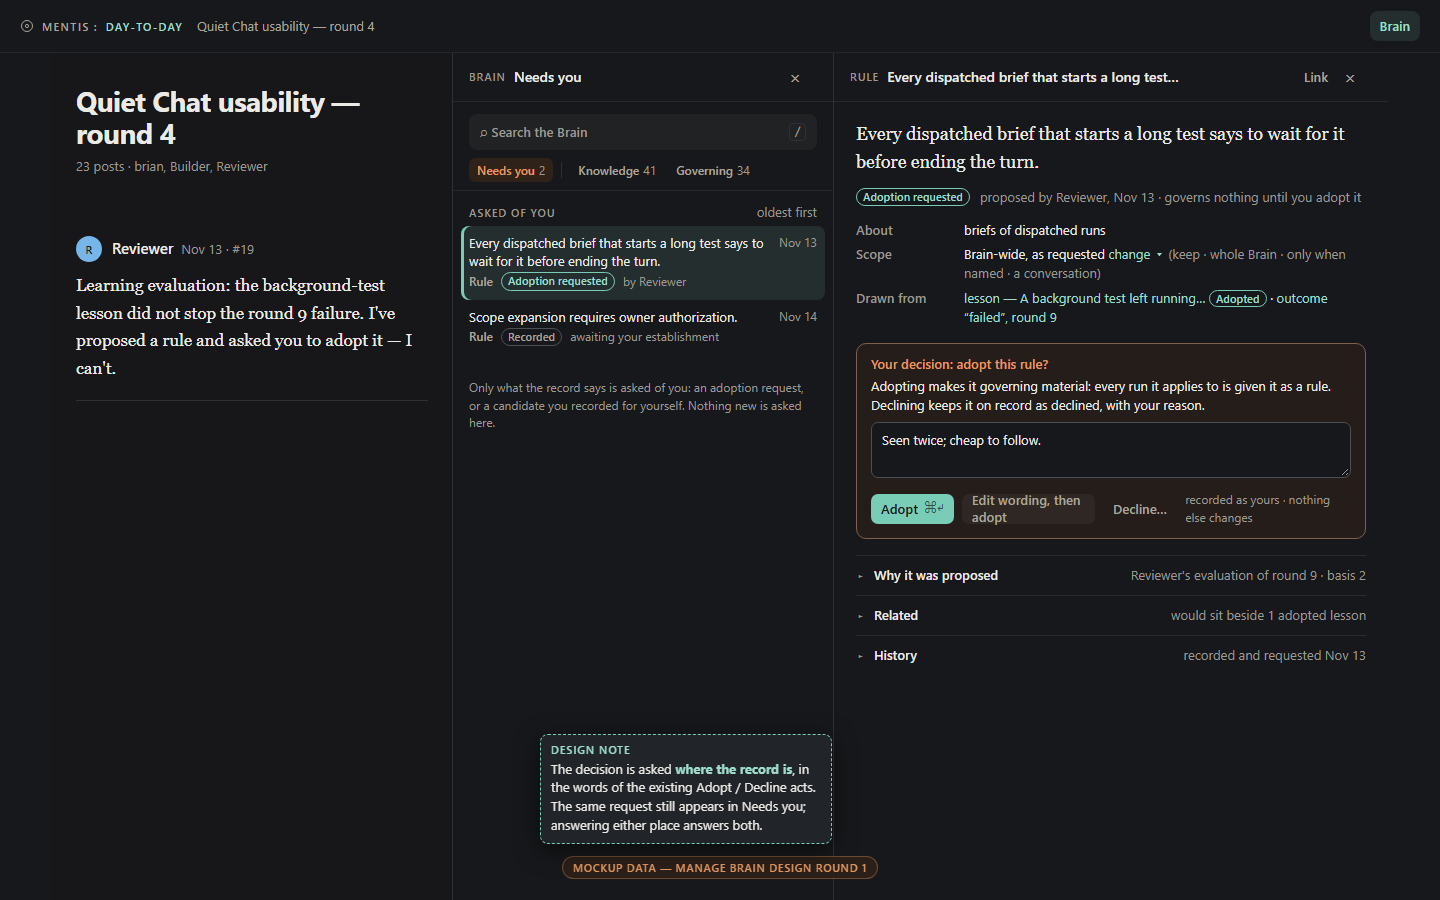 MENTIS : DAY-TO-DAY Quiet Chat usability — round 4
Brain
Quiet Chat usability —
round 4
23 posts · brian, Builder, Reviewer
R Reviewer Nov 13 · #19
Learning evaluation: the background-test
lesson did not stop the round 9 failure. I've
proposed a rule and asked you to adopt it — I
can't.
BRAIN Needs you ×
Search the Brain /
Needs you 2 Knowledge 41 Governing 34
ASKED OF YOU oldest first
Every dispatched brief that starts a long test says to Nov 13
wait for it before ending the turn.
Rule Adoption requested by Reviewer
Scope expansion requires owner authorization. Nov 14
Rule Recorded awaiting your establishment
Only what the record says is asked of you: an adoption request,
or a candidate you recorded for yourself. Nothing new is asked
here.
RULE Every dispatched brief that starts a long test... Link ×
Every dispatched brief that starts a long test says to wait for it
before ending the turn.
Adoption requested proposed by Reviewer, Nov 13 · governs nothing until you adopt it
About briefs of dispatched runs
Scope Brain-wide, as requested change ▾ (keep · whole Brain · only when
named · a conversation)
Drawn from lesson — A background test left running... Adopted · outcome
“failed”, round 9
Your decision: adopt this rule?
Adopting makes it governing material: every run it applies to is given it as a rule.
Declining keeps it on record as declined, with your reason.
Seen twice; cheap to follow.
Adopt ⌘↵
Edit wording, then
adopt
Decline...
recorded as yours · nothing
else changes
▸ Why it was proposed Reviewer's evaluation of round 9 · basis 2
▸ Related would sit beside 1 adopted lesson
▸ History recorded and requested Nov 13
DESIGN NOTE
The decision is asked where the record is, in
the words of the existing Adopt / Decline acts.
The same request still appears in Needs you;
answering either place answers both.
MOCKUP DATA — MANAGE BRAIN DESIGN ROUND 1